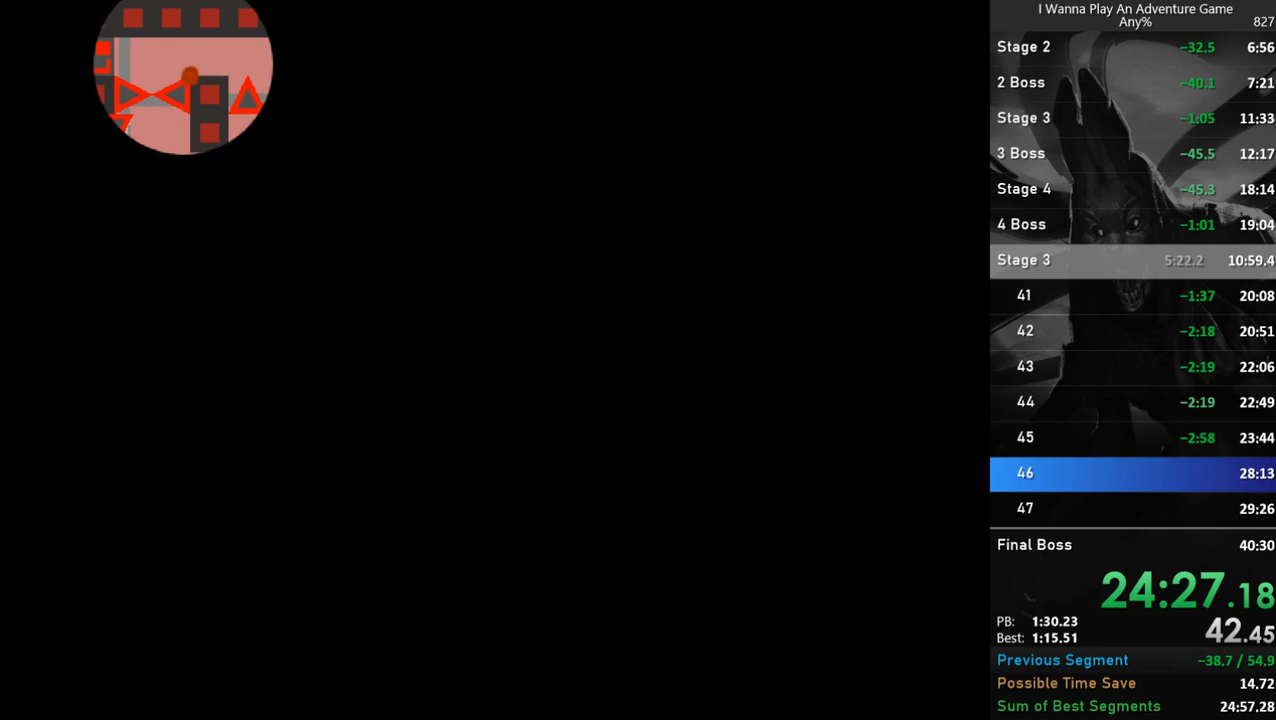 I Wanna Play An Adventure Game
Any% 827
Stage 2 −32.5 6:56
2 Boss −40.1 7:21
Stage 3 −1:05 11:33
3 Boss −45.5 12:17
Stage 4 −45.3 18:14
4 Boss −1:01 19:04
Stage 3 5:22.2 10:59.4
41 −1:37 20:08
42 −2:18 20:51
43 −2:19 22:06
44 −2:19 22:49
45 −2:58 23:44
46 28:13
47 29:26
Final Boss 40:30
24:27.18
PB: 1:30.23 42.45
Best: 1:15.51
Previous Segment −38.7 / 54.9
Possible Time Save 14.72
Sum of Best Segments 24:57.28